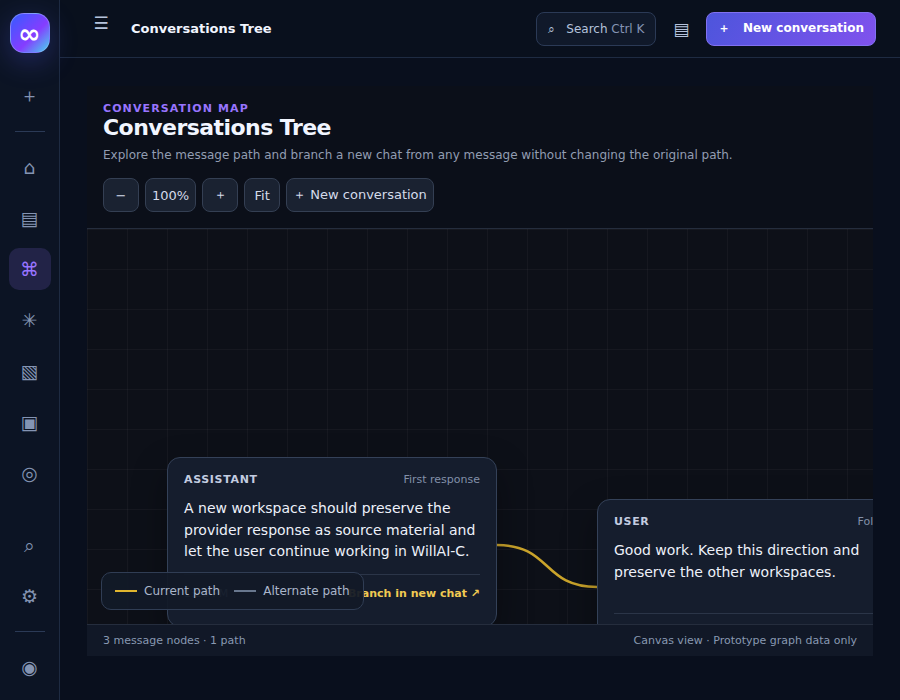 Conversations Tree
Search Ctrl K
+ New conversation
CONVERSATION MAP
Conversations Tree
Explore the message path and branch a new chat from any message without changing the original path.
− 100% + Fit + New conversation
ASSISTANT First response
A new workspace should preserve the
provider response as source material and
let the user continue working in WillAI-C.
anch in new chat ↗
Current path Alternate path
USER Fol
Good work. Keep this direction and
preserve the other workspaces.
3 message nodes · 1 path
Canvas view · Prototype graph data only